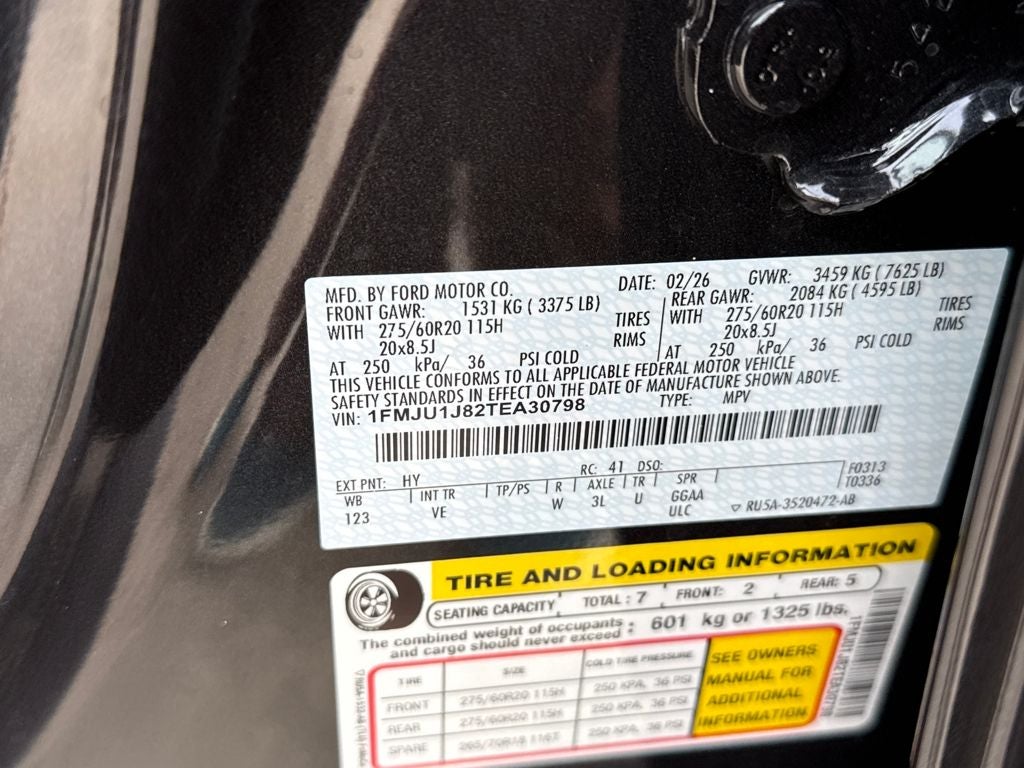 MFD. BY FORD MOTOR CO. DATE: 02/26 GVWR: 3459 KG ( 7625 LB)
FRONT GAWR: 1531 KG ( 3375 LB) REAR GAWR: 2084 KG ( 4595 LB)
WITH 275/60R20 115H TIRES WITH 275/60R20 115H TIRES
20x8.5J RIMS 20x8.5J RIMS
AT 250 kPa/ 36 PSI COLD AT 250 kPa/ 36 PSI COLD
THIS VEHICLE CONFORMS TO ALL APPLICABLE FEDERAL MOTOR VEHICLE
SAFETY STANDARDS IN EFFECT ON THE DATE OF MANUFACTURE SHOWN ABOVE.
VIN: 1FMJU1J82TEA30798 TYPE: MPV
EXT PNT: HY RC: 41 DSO: F0313
WB INT TR TP/PS R AXLE TR SPR T0336
123 VE W 3L U GGAA
ULC ▽ RU5A-3520472-AB
TIRE AND LOADING INFORMATION
SEATING CAPACITY TOTAL : 7 FRONT: 2 REAR: 5
The combined weight of occupants and cargo should never exceed : 601 kg or 1325 lbs.
TIRE SIZE COLD TIRE PRESSURE
FRONT 275/60R20 115H 250 KPA, 36 PSI
REAR 275/60R20 115H 250 KPA, 36 PSI
SPARE 265/70R18 116T 250 KPA, 36 PSI
SEE OWNERS
MANUAL FOR
ADDITIONAL
INFORMATION